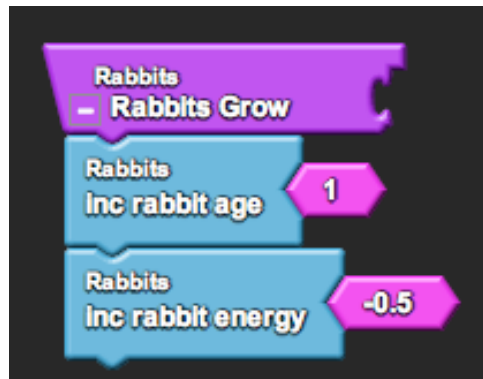 Rabbits
− Rabbits Grow
Rabbits
inc rabbit age 1
Rabbits
inc rabbit energy -0.5